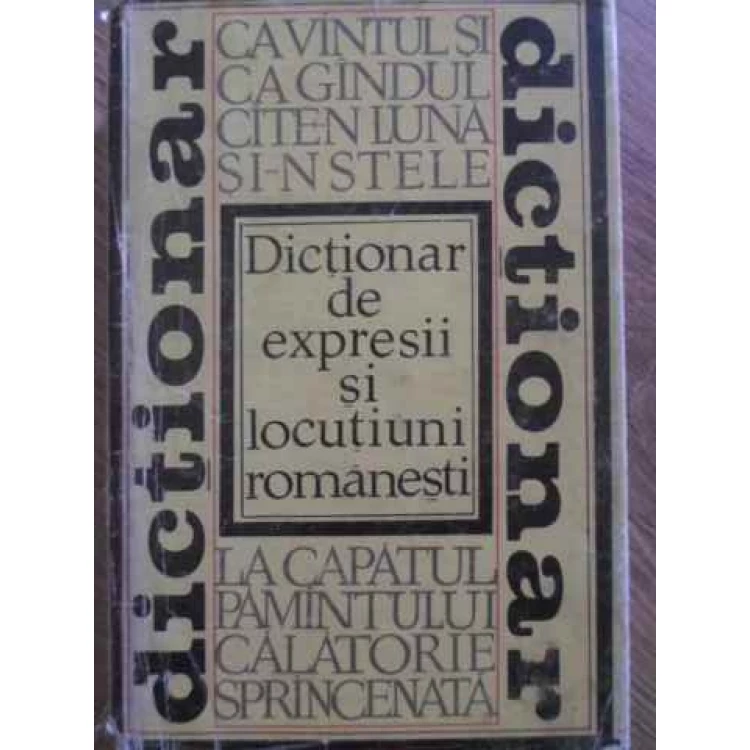 dicționar
CA VÎNTUL ȘI
CA GÎNDUL
CÎTE-N LUNĂ
ȘI-N STELE
Dicționar
de
expresii
și
locuțiuni
românești
LA CAPĂTUL
PĂMÎNTULUI
CĂLĂTORIE
SPRÎNCENATĂ
dicționar